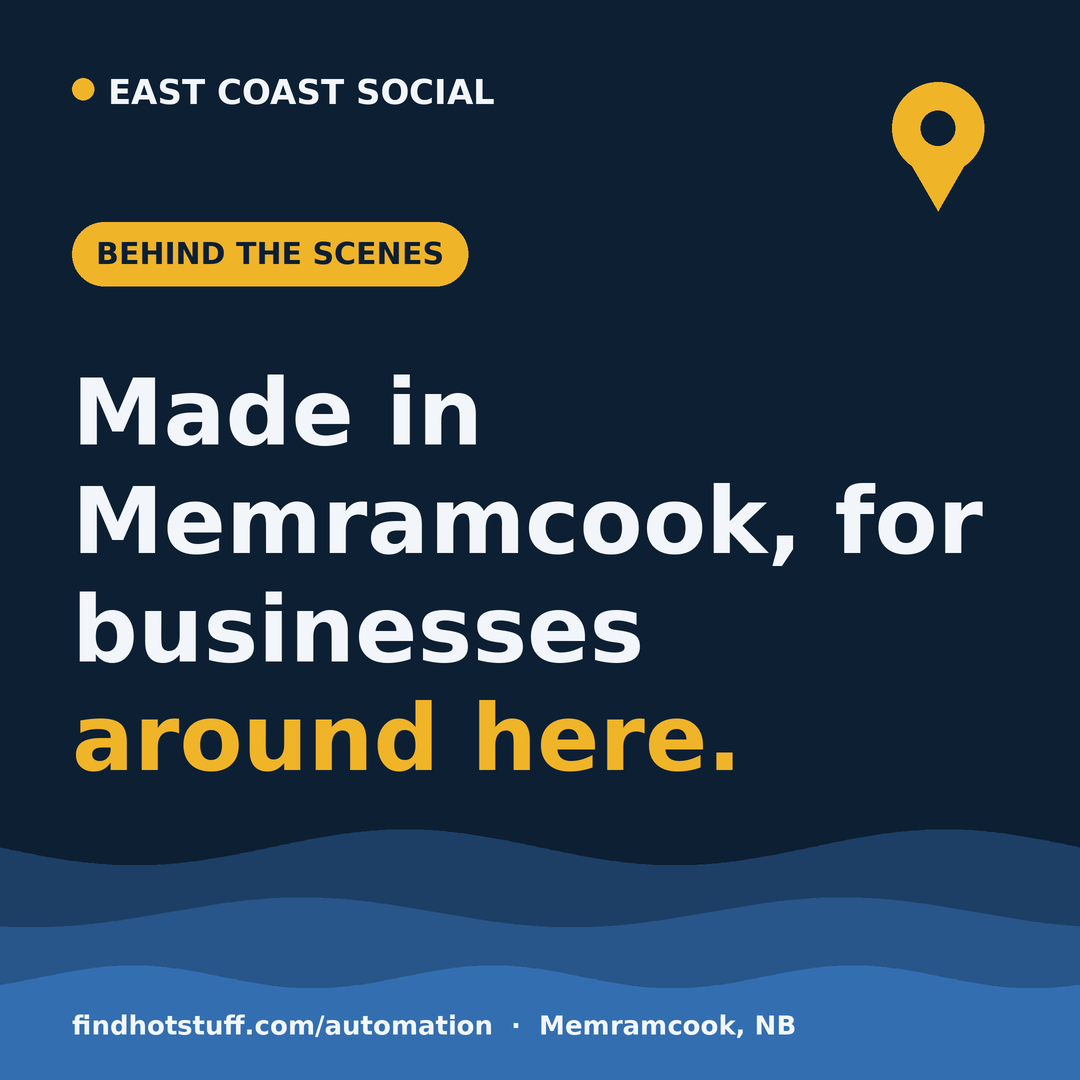 EAST COAST SOCIAL
BEHIND THE SCENES
Made in
Memramcook, for
businesses
around here.
findhotstuff.com/automation · Memramcook, NB